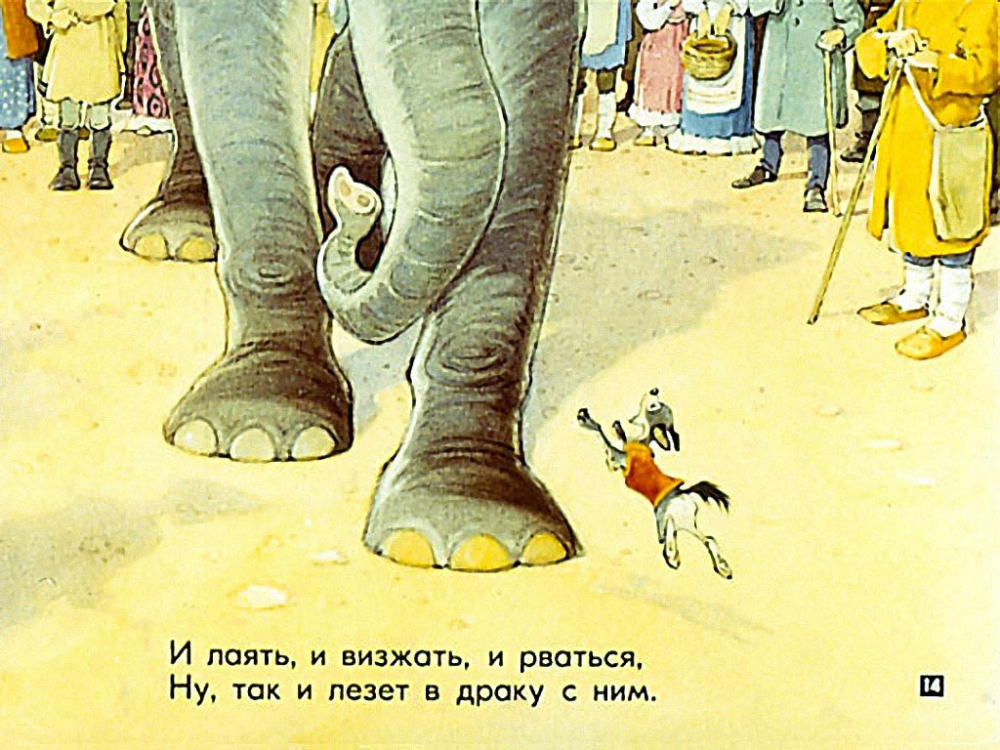 И лаять, и визжать, и рваться,
Ну, так и лезет в драку с ним.
14